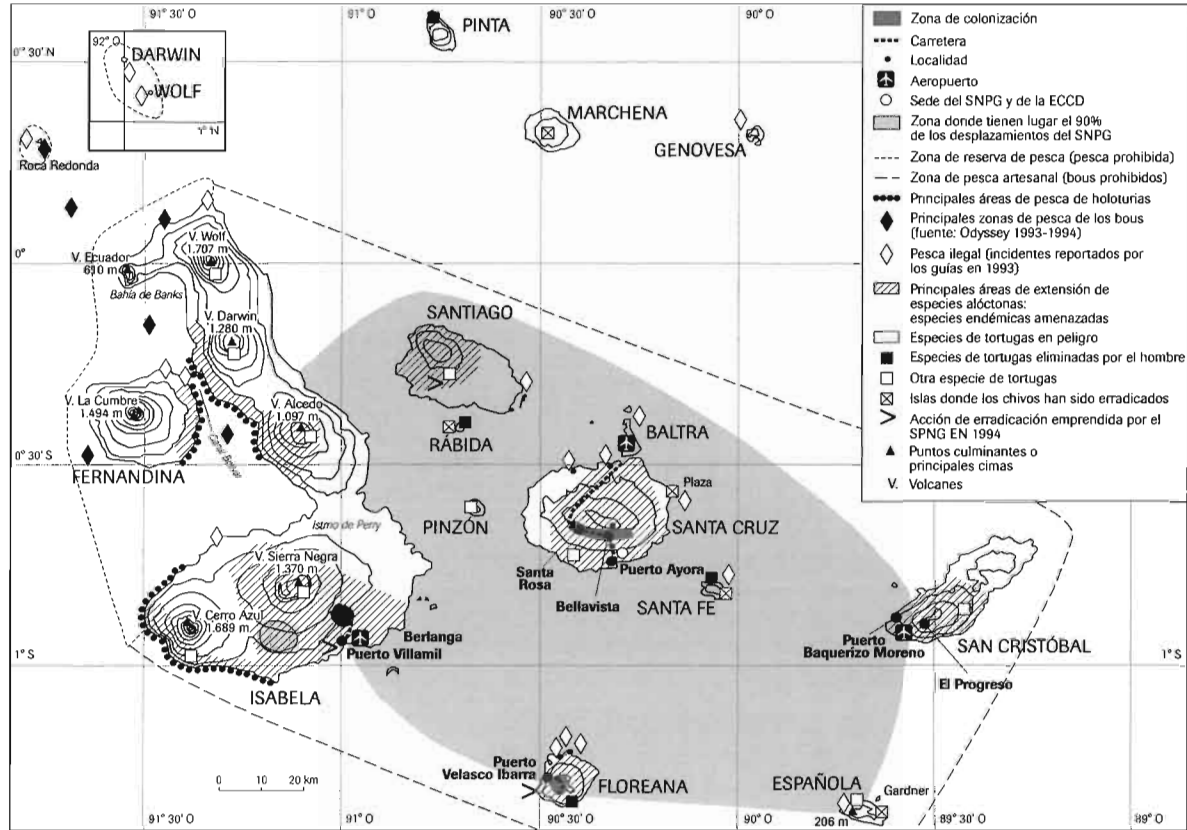 91° 30' O
91° O
90° 30' O
90° O
0° 30' N
92° O
DARWIN
WOLF
1° N
PINTA
MARCHENA
GENOVESA
Roca Redonda
V. Wolf
1.707 m
0°
V. Ecuador
610 m
Bahía de Banks
V. Darwin
1.280 m
SANTIAGO
V. La Cumbre
1.494 m
V. Alcedo
1.097 m
Canal Bolívar
RÁBIDA
BALTRA
0° 30' S
FERNANDINA
Plaza
PINZÓN
SANTA CRUZ
Istmo de Perry
V. Sierra Negra
1.370 m
Santa
Rosa
Puerto Ayora
Bellavista
SANTA FE
V. Cerro Azul
1.689 m
Berlanga
Puerto Villamil
Puerto
Baquerizo Moreno
SAN CRISTÓBAL
1° S
1° S
ISABELA
El Progreso
0 10 20 km
Puerto
Velasco Ibarra
FLOREANA
ESPAÑOLA
Gardner
206 m
91° 30' O
91° O
90° 30' O
90° O
89° 30' O
89° O
Zona de colonización
Carretera
Localidad
Aeropuerto
Sede del SNPG y de la ECCD
Zona donde tienen lugar el 90%
de los desplazamientos del SNPG
Zona de reserva de pesca (pesca prohibida)
Zona de pesca artesanal (bous prohibidos)
Principales áreas de pesca de holoturias
Principales zonas de pesca de los bous
(fuente: Odyssey 1993-1994)
Pesca ilegal (incidentes reportados por
los guías en 1993)
Principales áreas de extensión de
especies alóctonas:
especies endémicas amenazadas
Especies de tortugas en peligro
Especies de tortugas eliminadas por el hombre
Otra especie de tortugas
Islas donde los chivos han sido erradicados
Acción de erradicación emprendida por el
SPNG EN 1994
Puntos culminantes o
principales cimas
V. Volcanes